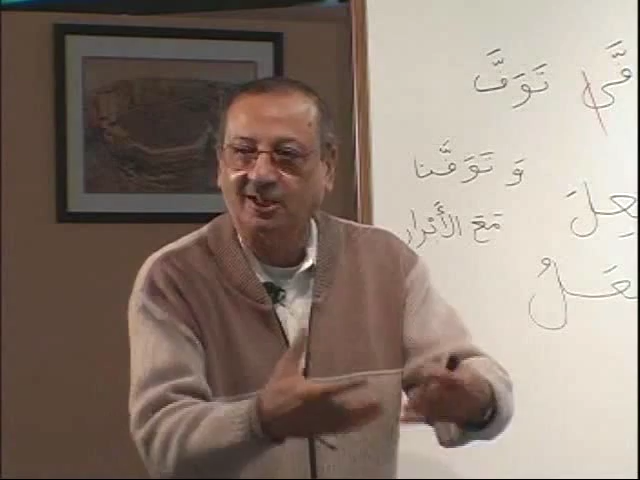 فَّى تَوَفَّ
وَ تَوَفَّنا
عِلَ مَعَ الأَبْرار
عَلُ